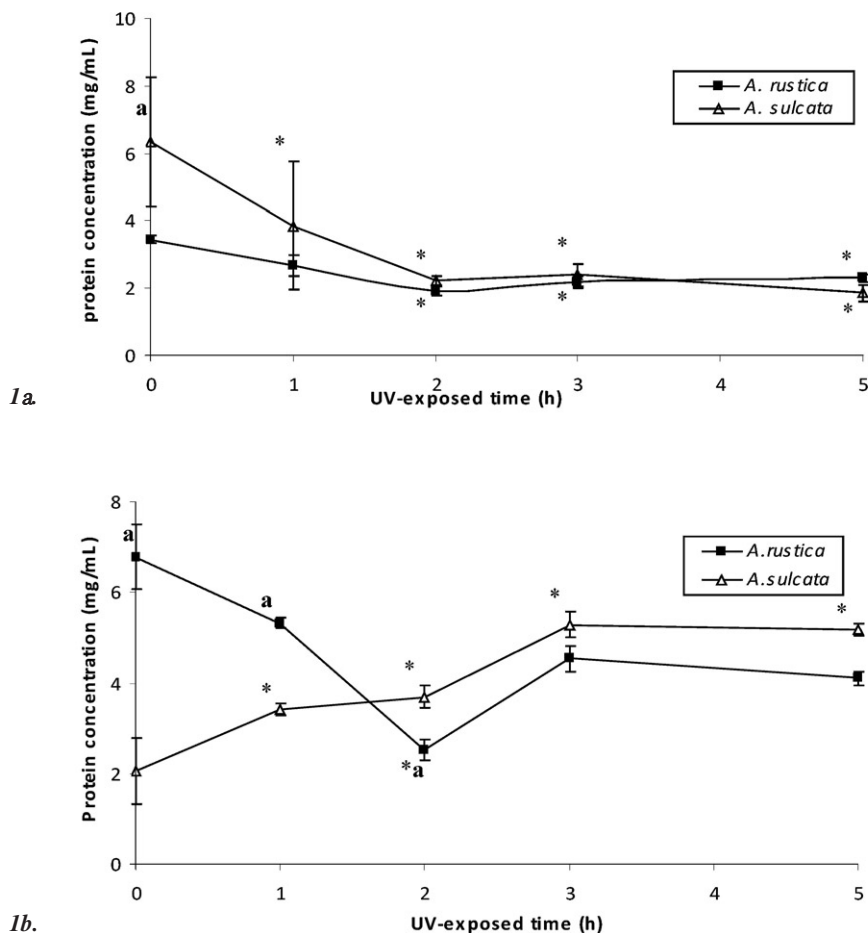 10
8
6
4
2
0
protein concentration (mg/mL)
A. rustica
A. sulcata
a
*
*
*
*
*
*
*
0 1 2 3 4 5
UV-exposed time (h)
1a.
8
6
4
2
0
Protein concentration (mg/mL)
A.rustica
A.sulcata
a
a
*
*
*
*
*a
0 1 2 3 4 5
UV-exposed time (h)
1b.